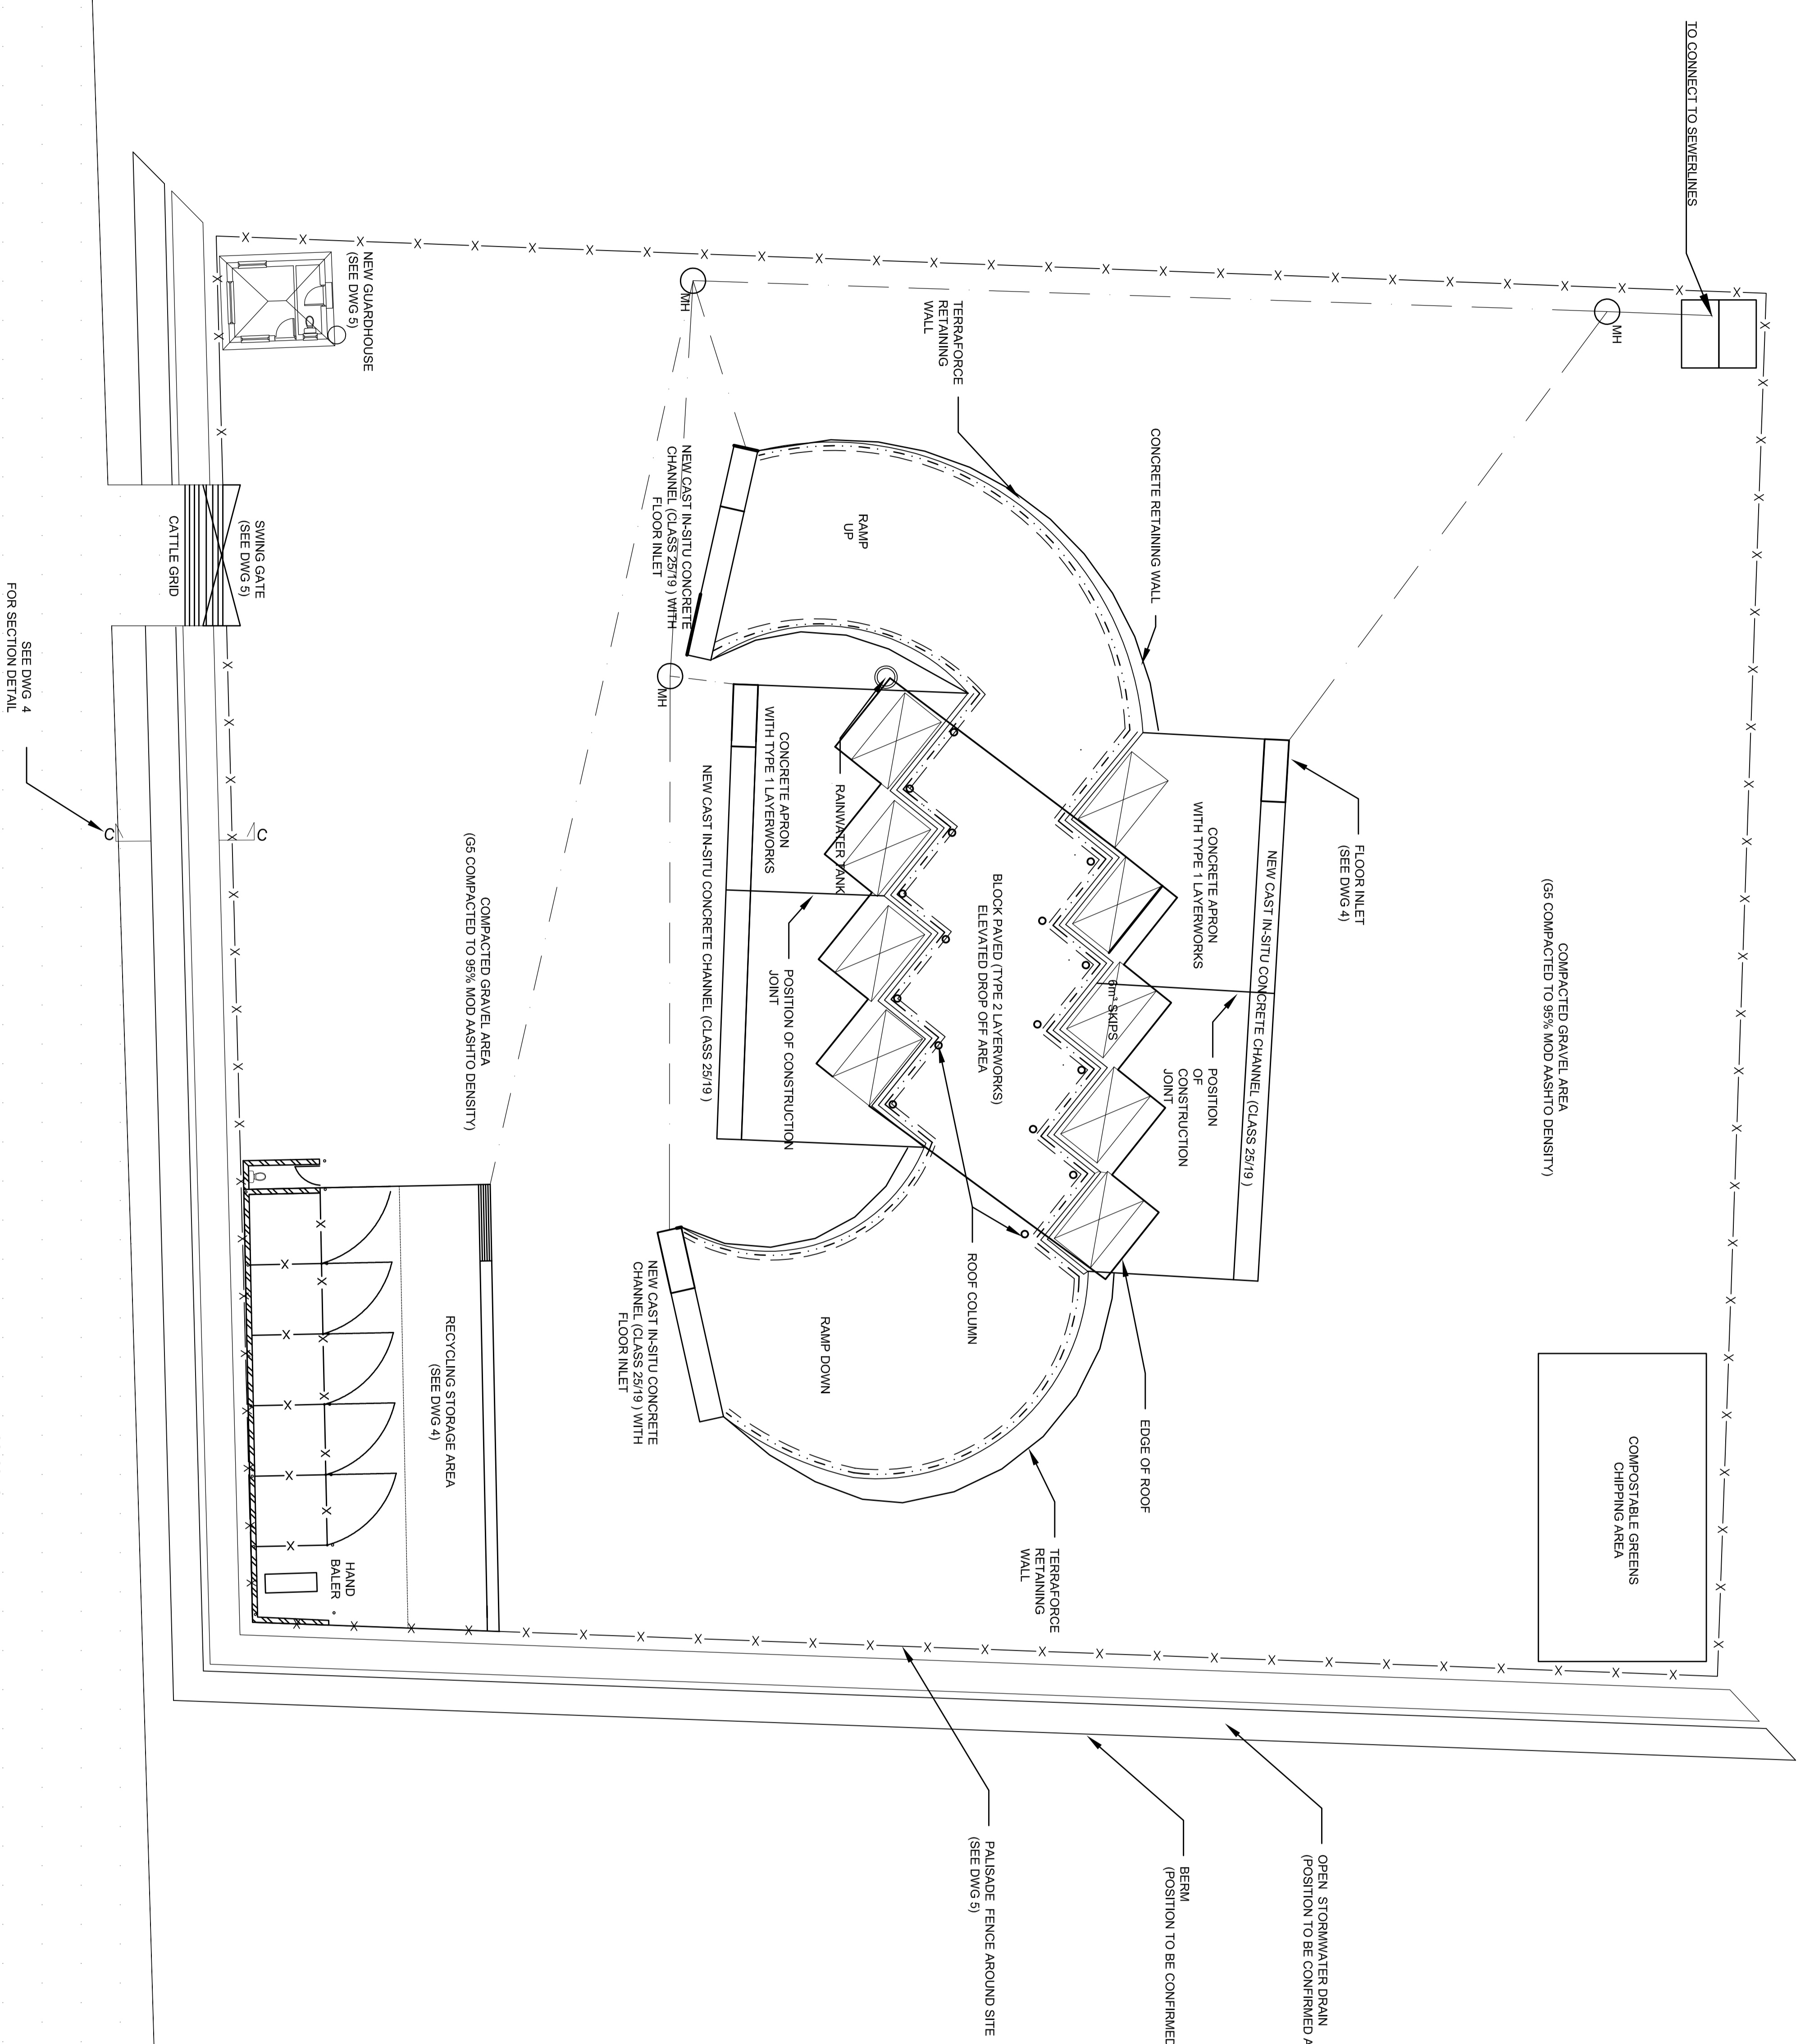 TO CONNECT TO SEWERLINES
MH
COMPACTED GRAVEL AREA
(G5 COMPACTED TO 95% MOD AASHTO DENSITY)
COMPOSTABLE GREENS
CHIPPING AREA
FLOOR INLET
(SEE DWG 4)
NEW CAST IN-SITU CONCRETE CHANNEL (CLASS 25/19 )
CONCRETE APRON
WITH TYPE 1 LAYERWORKS
POSITION
OF
CONSTRUCTION
JOINT
CONCRETE RETAINING WALL
6m³ SKIPS
EDGE OF ROOF
TERRAFORCE
RETAINING
WALL
TERRAFORCE
RETAINING
WALL
OPEN  STORMWATER DRAIN
BERM
PALISADE  FENCE AROUND SITE
(SEE DWG 5)
BLOCK PAVED (TYPE 2 LAYERWORKS)
ELEVATED DROP OFF AREA
ROOF COLUMN
RAMP
UP
RAINWATER TANK
RAMP DOWN
CONCRETE APRON
WITH TYPE 1 LAYERWORKS
POSITION OF CONSTRUCTION
JOINT
NEW CAST IN-SITU CONCRETE CHANNEL (CLASS 25/19 )
MH
MH
NEW CAST IN-SITU CONCRETE
CHANNEL (CLASS 25/19 ) WITH
FLOOR INLET
NEW CAST IN-SITU CONCRETE
CHANNEL (CLASS 25/19 ) WITH
FLOOR INLET
COMPACTED GRAVEL AREA
(G5 COMPACTED TO 95% MOD AASHTO DENSITY)
RECYCLING STORAGE AREA
(SEE DWG 4)
HAND
BALER
NEW GUARDHOUSE
(SEE DWG 5)
SWING GATE
(SEE DWG 5)
CATTLE GRID
C
C
SEE DWG 4
FOR SECTION DETAIL
(POSITION TO BE CONFIRMED
(POSITION TO BE CONFIRMED